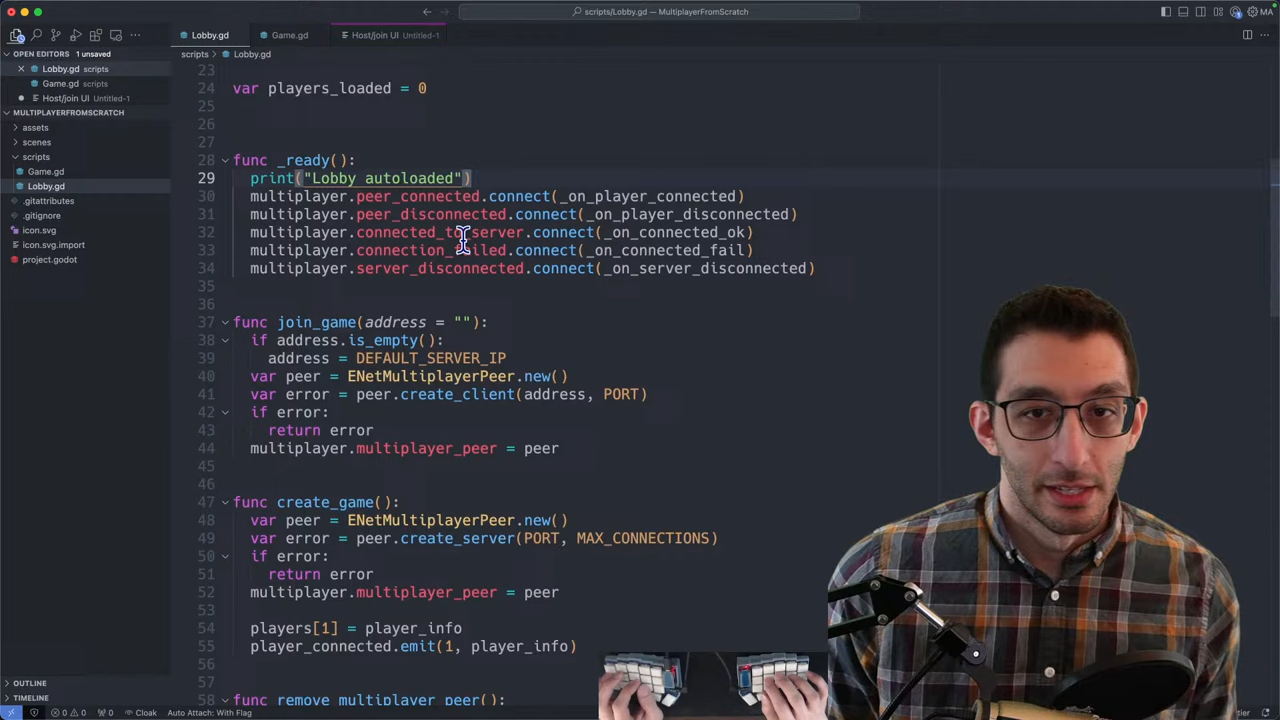 scripts/Lobby.gd — MultiplayerFromScratch
MA
Lobby.gd
Game.gd
Host/join UI Untitled-1
OPEN EDITORS 1 unsaved
Lobby.gd scripts
Game.gd scripts
Host/join UI Untitled-1
MULTIPLAYERFROMSCRATCH
assets
scenes
scripts
Game.gd
Lobby.gd
.gitattributes
.gitignore
icon.svg
icon.svg.import
project.godot
OUTLINE
TIMELINE
scripts > Lobby.gd
23
24 var players_loaded = 0
25
26
27
28 func _ready():
29 print("Lobby autoloaded")
30 multiplayer.peer_connected.connect(_on_player_connected)
31 multiplayer.peer_disconnected.connect(_on_player_disconnected)
32 multiplayer.connected_to_server.connect(_on_connected_ok)
33 multiplayer.connection_failed.connect(_on_connected_fail)
34 multiplayer.server_disconnected.connect(_on_server_disconnected)
35
36
37 func join_game(address = ""):
38 if address.is_empty():
39 address = DEFAULT_SERVER_IP
40 var peer = ENetMultiplayerPeer.new()
41 var error = peer.create_client(address, PORT)
42 if error:
43 return error
44 multiplayer.multiplayer_peer = peer
45
46
47 func create_game():
48 var peer = ENetMultiplayerPeer.new()
49 var error = peer.create_server(PORT, MAX_CONNECTIONS)
50 if error:
51 return error
52 multiplayer.multiplayer_peer = peer
53
54 players[1] = player_info
55 player_connected.emit(1, player_info)
56
57
58 func remove_multiplayer_peer():
0 0 0 Cloak Auto Attach: With Flag